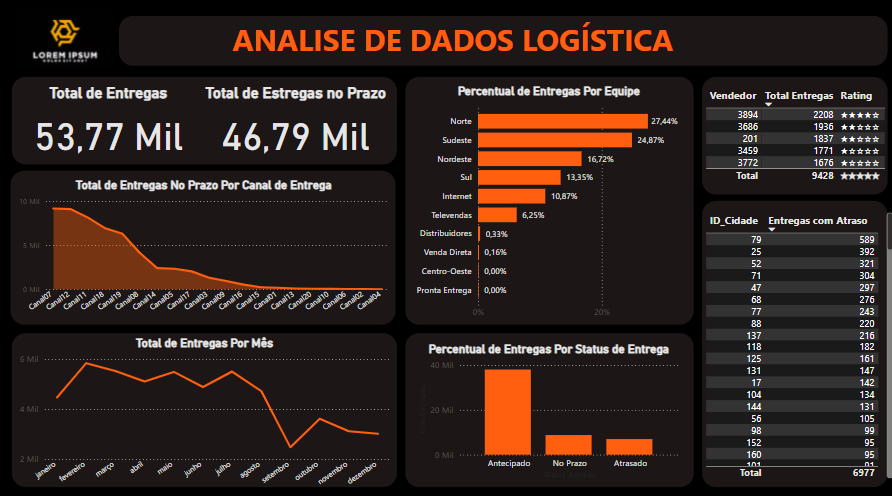 LOREM IPSUM
DOLOR SIT AMET
ANALISE DE DADOS LOGÍSTICA
Total de Entregas
53,77 Mil
Total de Estregas no Prazo
46,79 Mil
Total de Entregas No Prazo Por Canal de Entrega
10 Mil
5 Mil
0 Mil
Canal07 Canal12 Canal11 Canal18 Canal19 Canal08 Canal14 Canal05 Canal17 Canal03 Canal09 Canal16 Canal15 Canal01 Canal13 Canal20 Canal10 Canal06 Canal02 Canal04
Total de Entregas Por Mês
6 Mil
4 Mil
2 Mil
janeiro fevereiro março abril maio junho julho agosto setembro outubro novembro dezembro
Percentual de Entregas Por Equipe
Norte 27,44%
Sudeste 24,87%
Nordeste 16,72%
Sul 13,35%
Internet 10,87%
Televendas 6,25%
Distribuidores 0,33%
Venda Direta 0,16%
Centro-Oeste 0,00%
Pronta Entrega 0,00%
0% 20%
Percentual de Entregas Por Status de Entrega
40 Mil
20 Mil
0 Mil
Antecipado No Prazo Atrasado
Vendedor Total Entregas Rating
3894 2208 ★★★★☆
3686 1936 ★☆☆☆☆
201 1837 ★☆☆☆☆
3459 1771 ★☆☆☆☆
3772 1676 ★☆☆☆☆
Total 9428 ★★★★★
ID_Cidade Entregas com Atraso
79 589
25 392
52 321
71 304
47 297
68 276
77 243
88 220
137 216
118 182
125 161
131 147
17 142
104 134
144 131
56 105
98 99
152 95
160 95
101 91
Total 6977